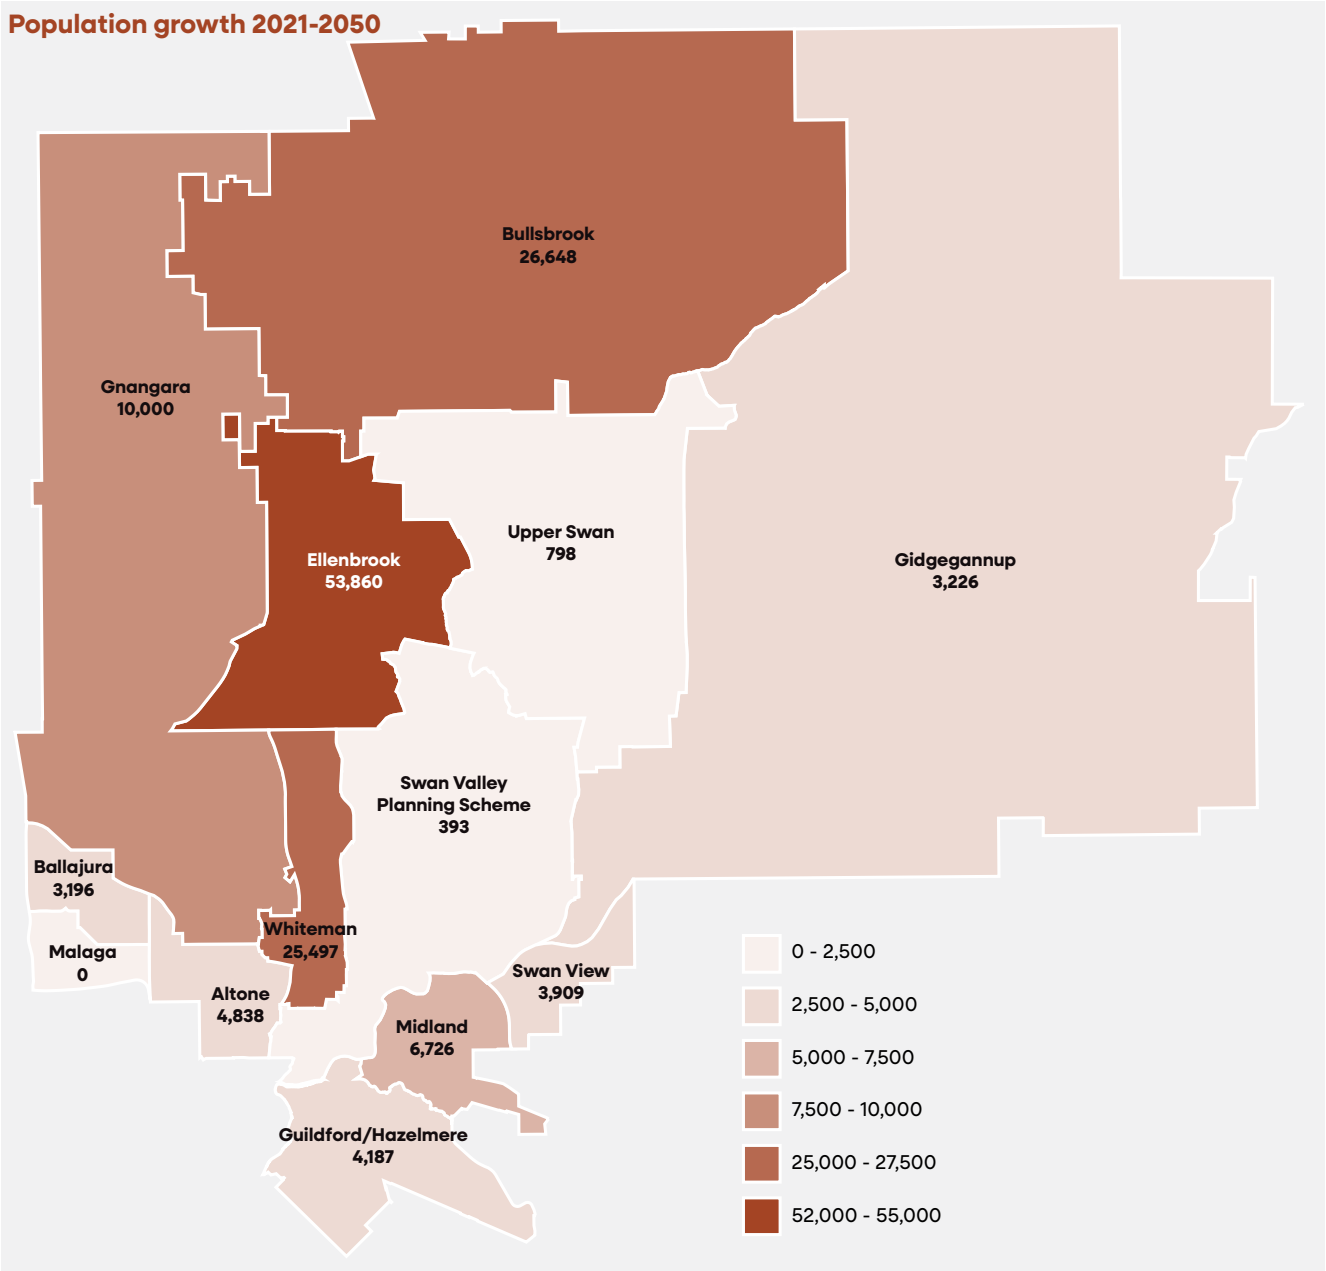 Population growth 2021-2050
Bullsbrook
26,648
Gnangara
10,000
Upper Swan
798
Ellenbrook
53,860
Gidgegannup
3,226
Swan Valley
Planning Scheme
393
Ballajura
3,196
Whiteman
25,497
Malaga
0
Swan View
3,909
Altone
4,838
Midland
6,726
Guildford/Hazelmere
4,187
0 - 2,500
2,500 - 5,000
5,000 - 7,500
7,500 - 10,000
25,000 - 27,500
52,000 - 55,000